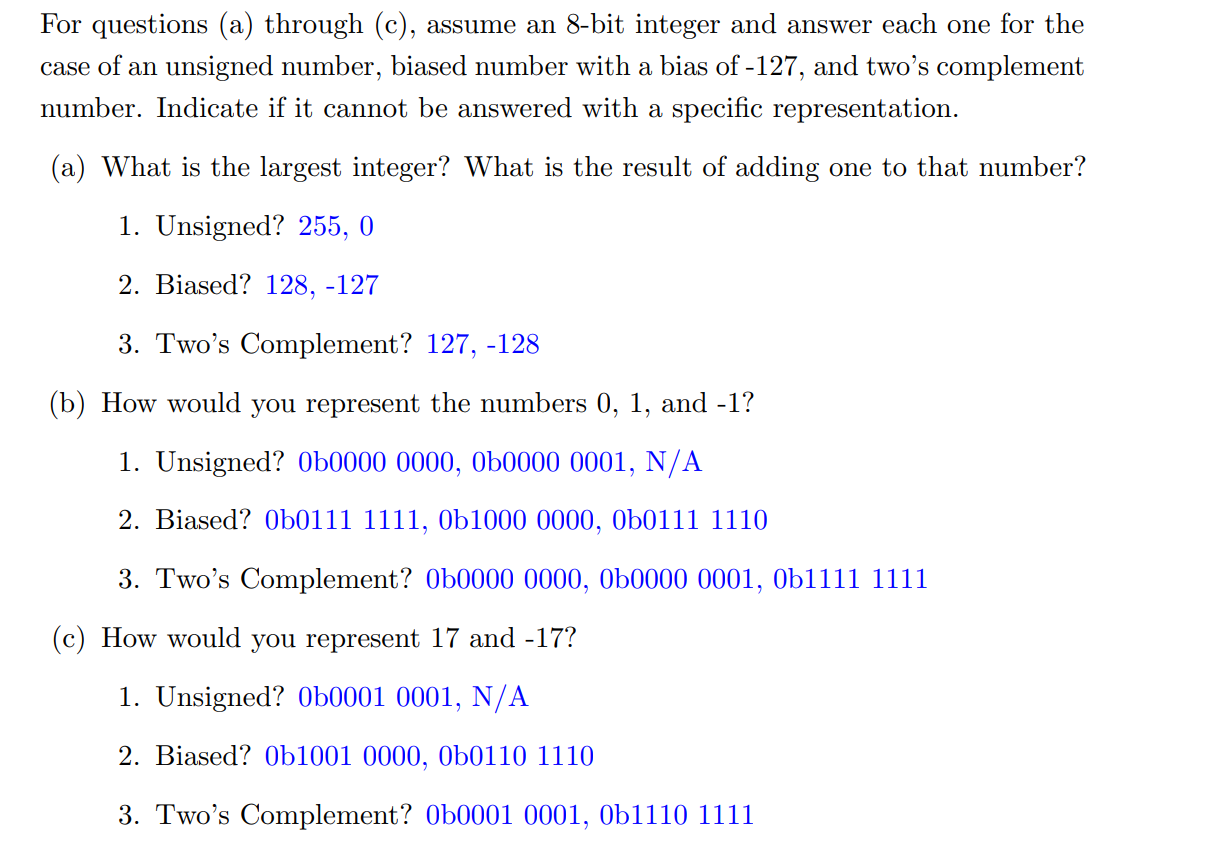 For questions (a) through (c), assume an 8-bit integer and answer each one for the
case of an unsigned number, biased number with a bias of -127, and two's complement
number. Indicate if it cannot be answered with a specific representation.
(a) What is the largest integer? What is the result of adding one to that number?
1. Unsigned? 255, 0
2. Biased? 128, -127
3. Two's Complement? 127, -128
(b) How would you represent the numbers 0, 1, and -1?
1. Unsigned? 0b0000 0000, 0b0000 0001, N/A
2. Biased? 0b0111 1111, 0b1000 0000, 0b0111 1110
3. Two's Complement? 0b0000 0000, 0b0000 0001, 0b1111 1111
(c) How would you represent 17 and -17?
1. Unsigned? 0b0001 0001, N/A
2. Biased? 0b1001 0000, 0b0110 1110
3. Two's Complement? 0b0001 0001, 0b1110 1111